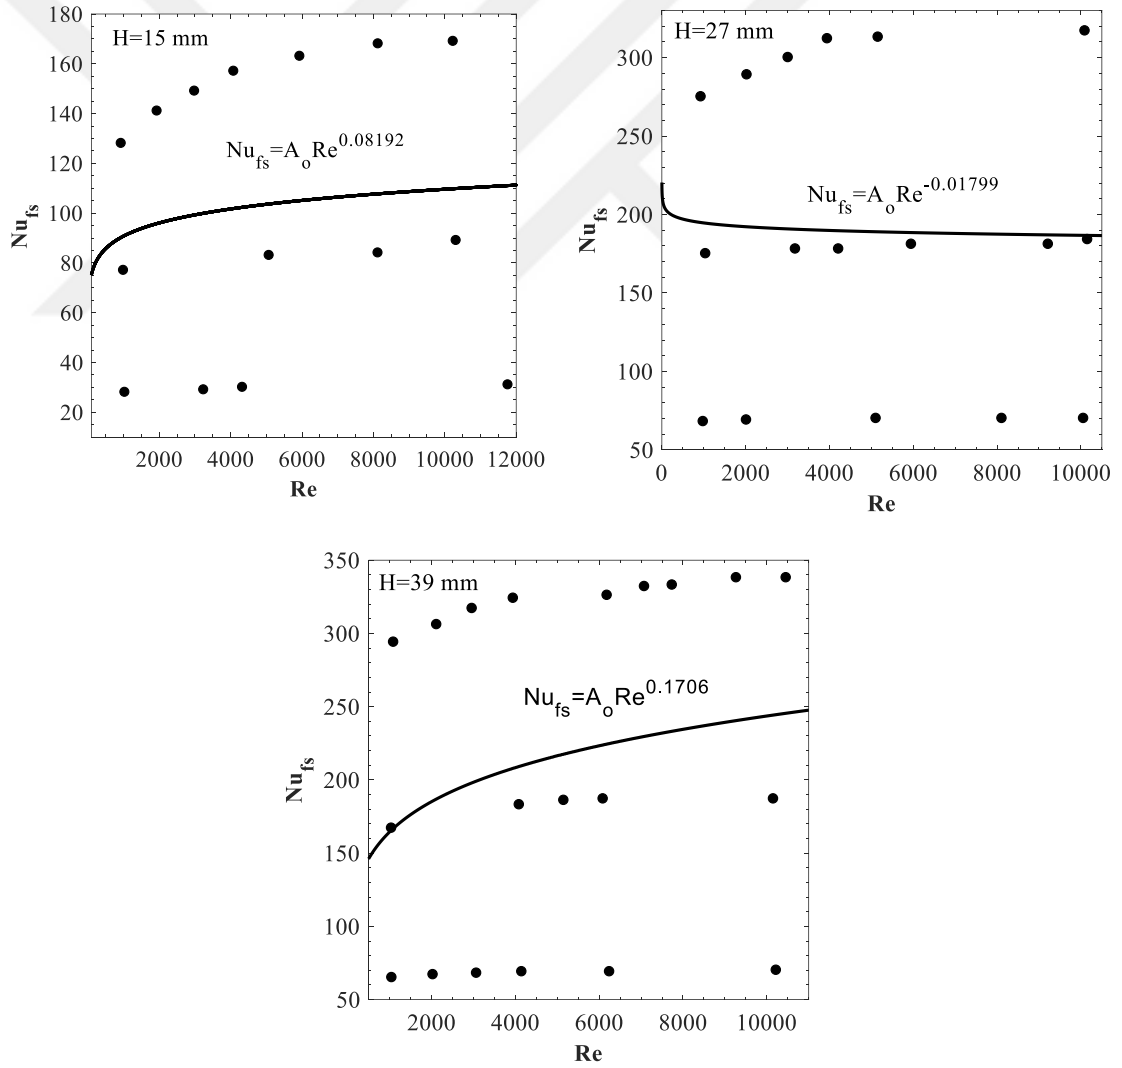 H=15 mm
Nu_fs=A_oRe^0.08192
Nu_fs
180
160
140
120
100
80
60
40
20
2000 4000 6000 8000 10000 12000
Re
H=27 mm
Nu_fs=A_oRe^-0.01799
Nu_fs
300
250
200
150
100
50
0 2000 4000 6000 8000 10000
Re
H=39 mm
Nu_fs=A_oRe^0.1706
Nu_fs
350
300
250
200
150
100
50
2000 4000 6000 8000 10000
Re